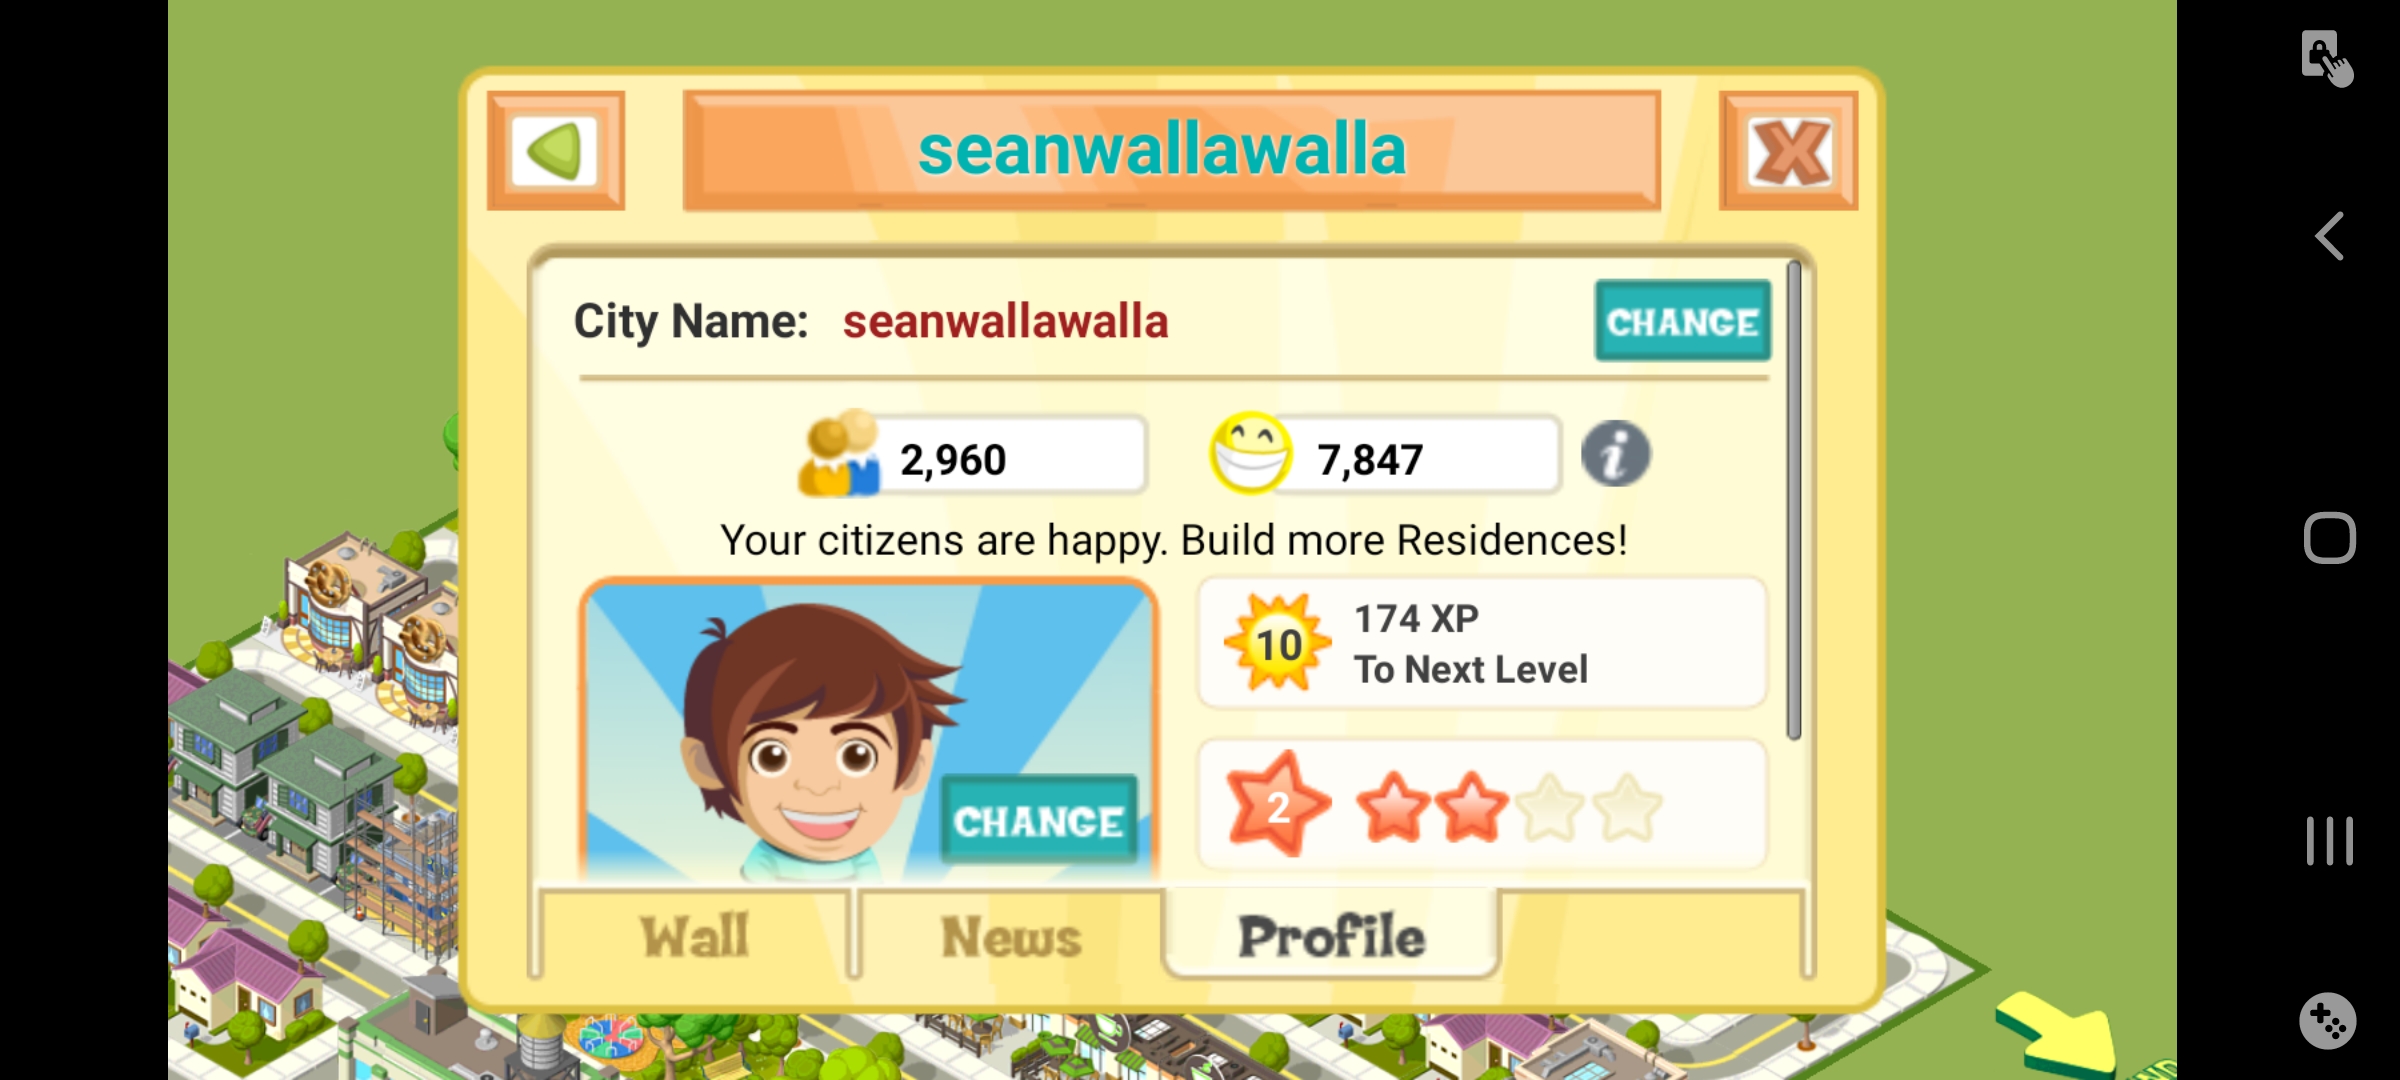 seanwallawalla
City Name: seanwallawalla
CHANGE
2,960
7,847
i
Your citizens are happy. Build more Residences!
CHANGE
10
174 XP
To Next Level
2
Wall
News
Profile